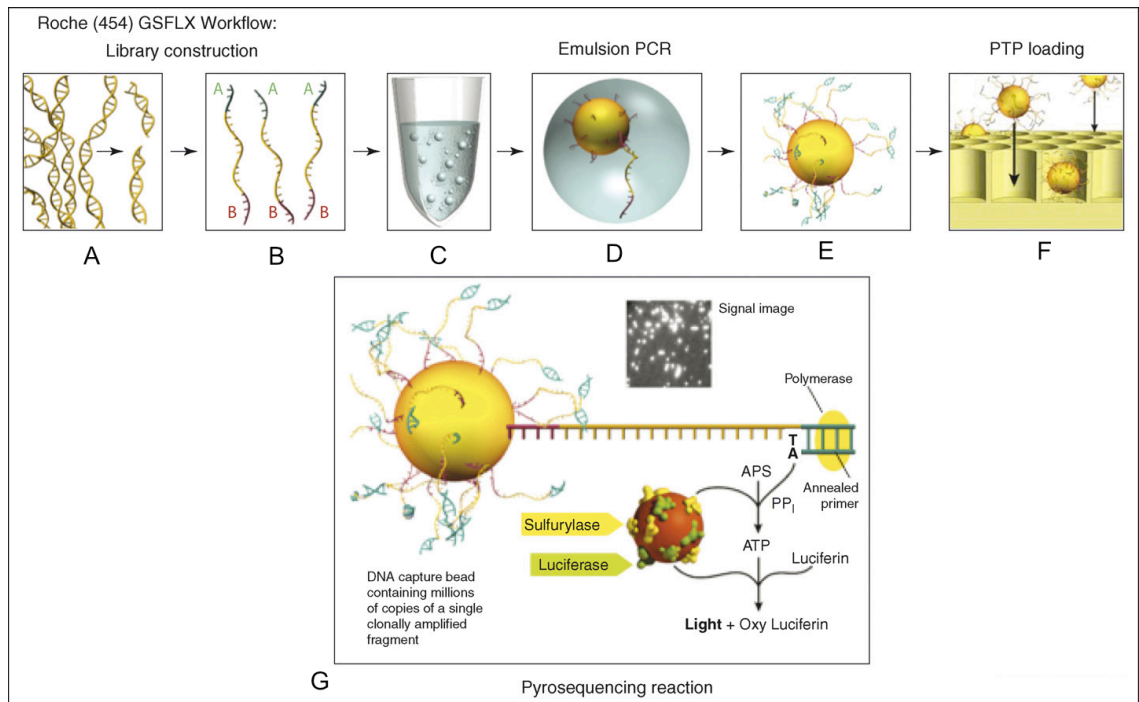 Roche (454) GSFLX Workflow:
Library construction
Emulsion PCR
PTP loading
A A A
B B B
A
B
C
D
E
F
Signal image
Polymerase
T
A
Annealed
primer
APS
PPI
Sulfurylase
ATP
Luciferase
Luciferin
Light + Oxy Luciferin
DNA capture bead
containing millions
of copies of a single
clonally amplified
fragment
G
Pyrosequencing reaction